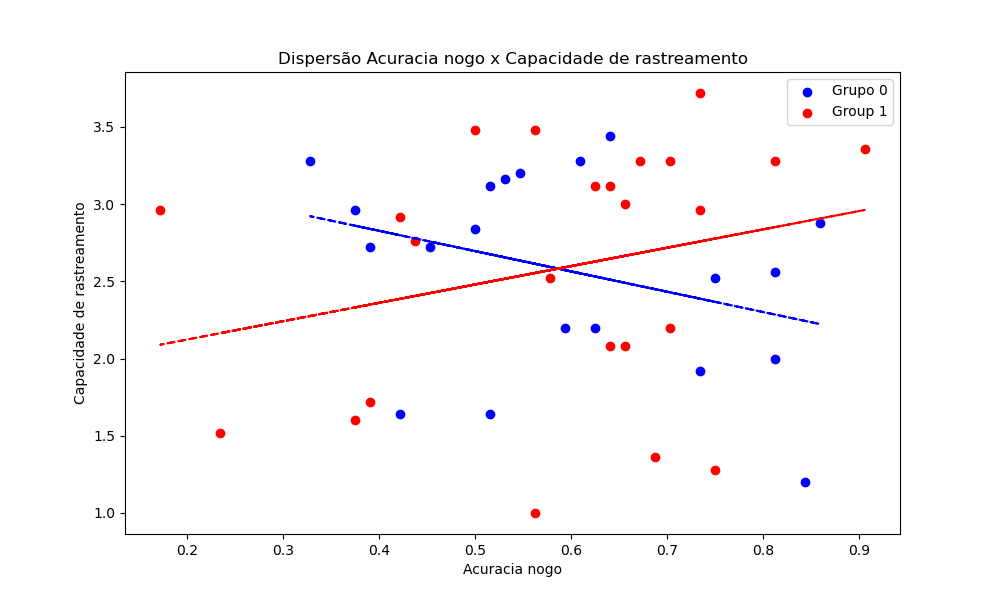 Dispersão Acuracia nogo x Capacidade de rastreamento
Grupo 0
Group 1
Capacidade de rastreamento
3.5
3.0
2.5
2.0
1.5
1.0
0.2 0.3 0.4 0.5 0.6 0.7 0.8 0.9
Acuracia nogo